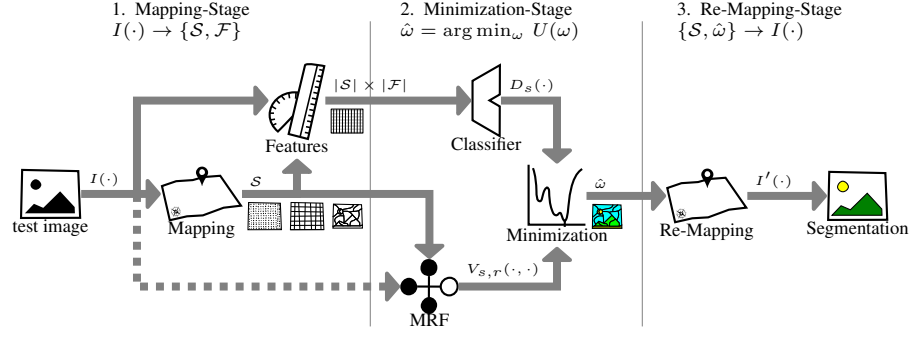 1. Mapping-Stage
I(·) → {𝒮, ℱ}
2. Minimization-Stage
ω̂ = arg min_ω U(ω)
3. Re-Mapping-Stage
{𝒮, ω̂} → I(·)
|𝒮| × |ℱ|
D_s(·)
Features
Classifier
I(·)
𝒮
ω̂
I′(·)
test image
Mapping
Minimization
Re-Mapping
Segmentation
V_{s,r}(·, ·)
MRF